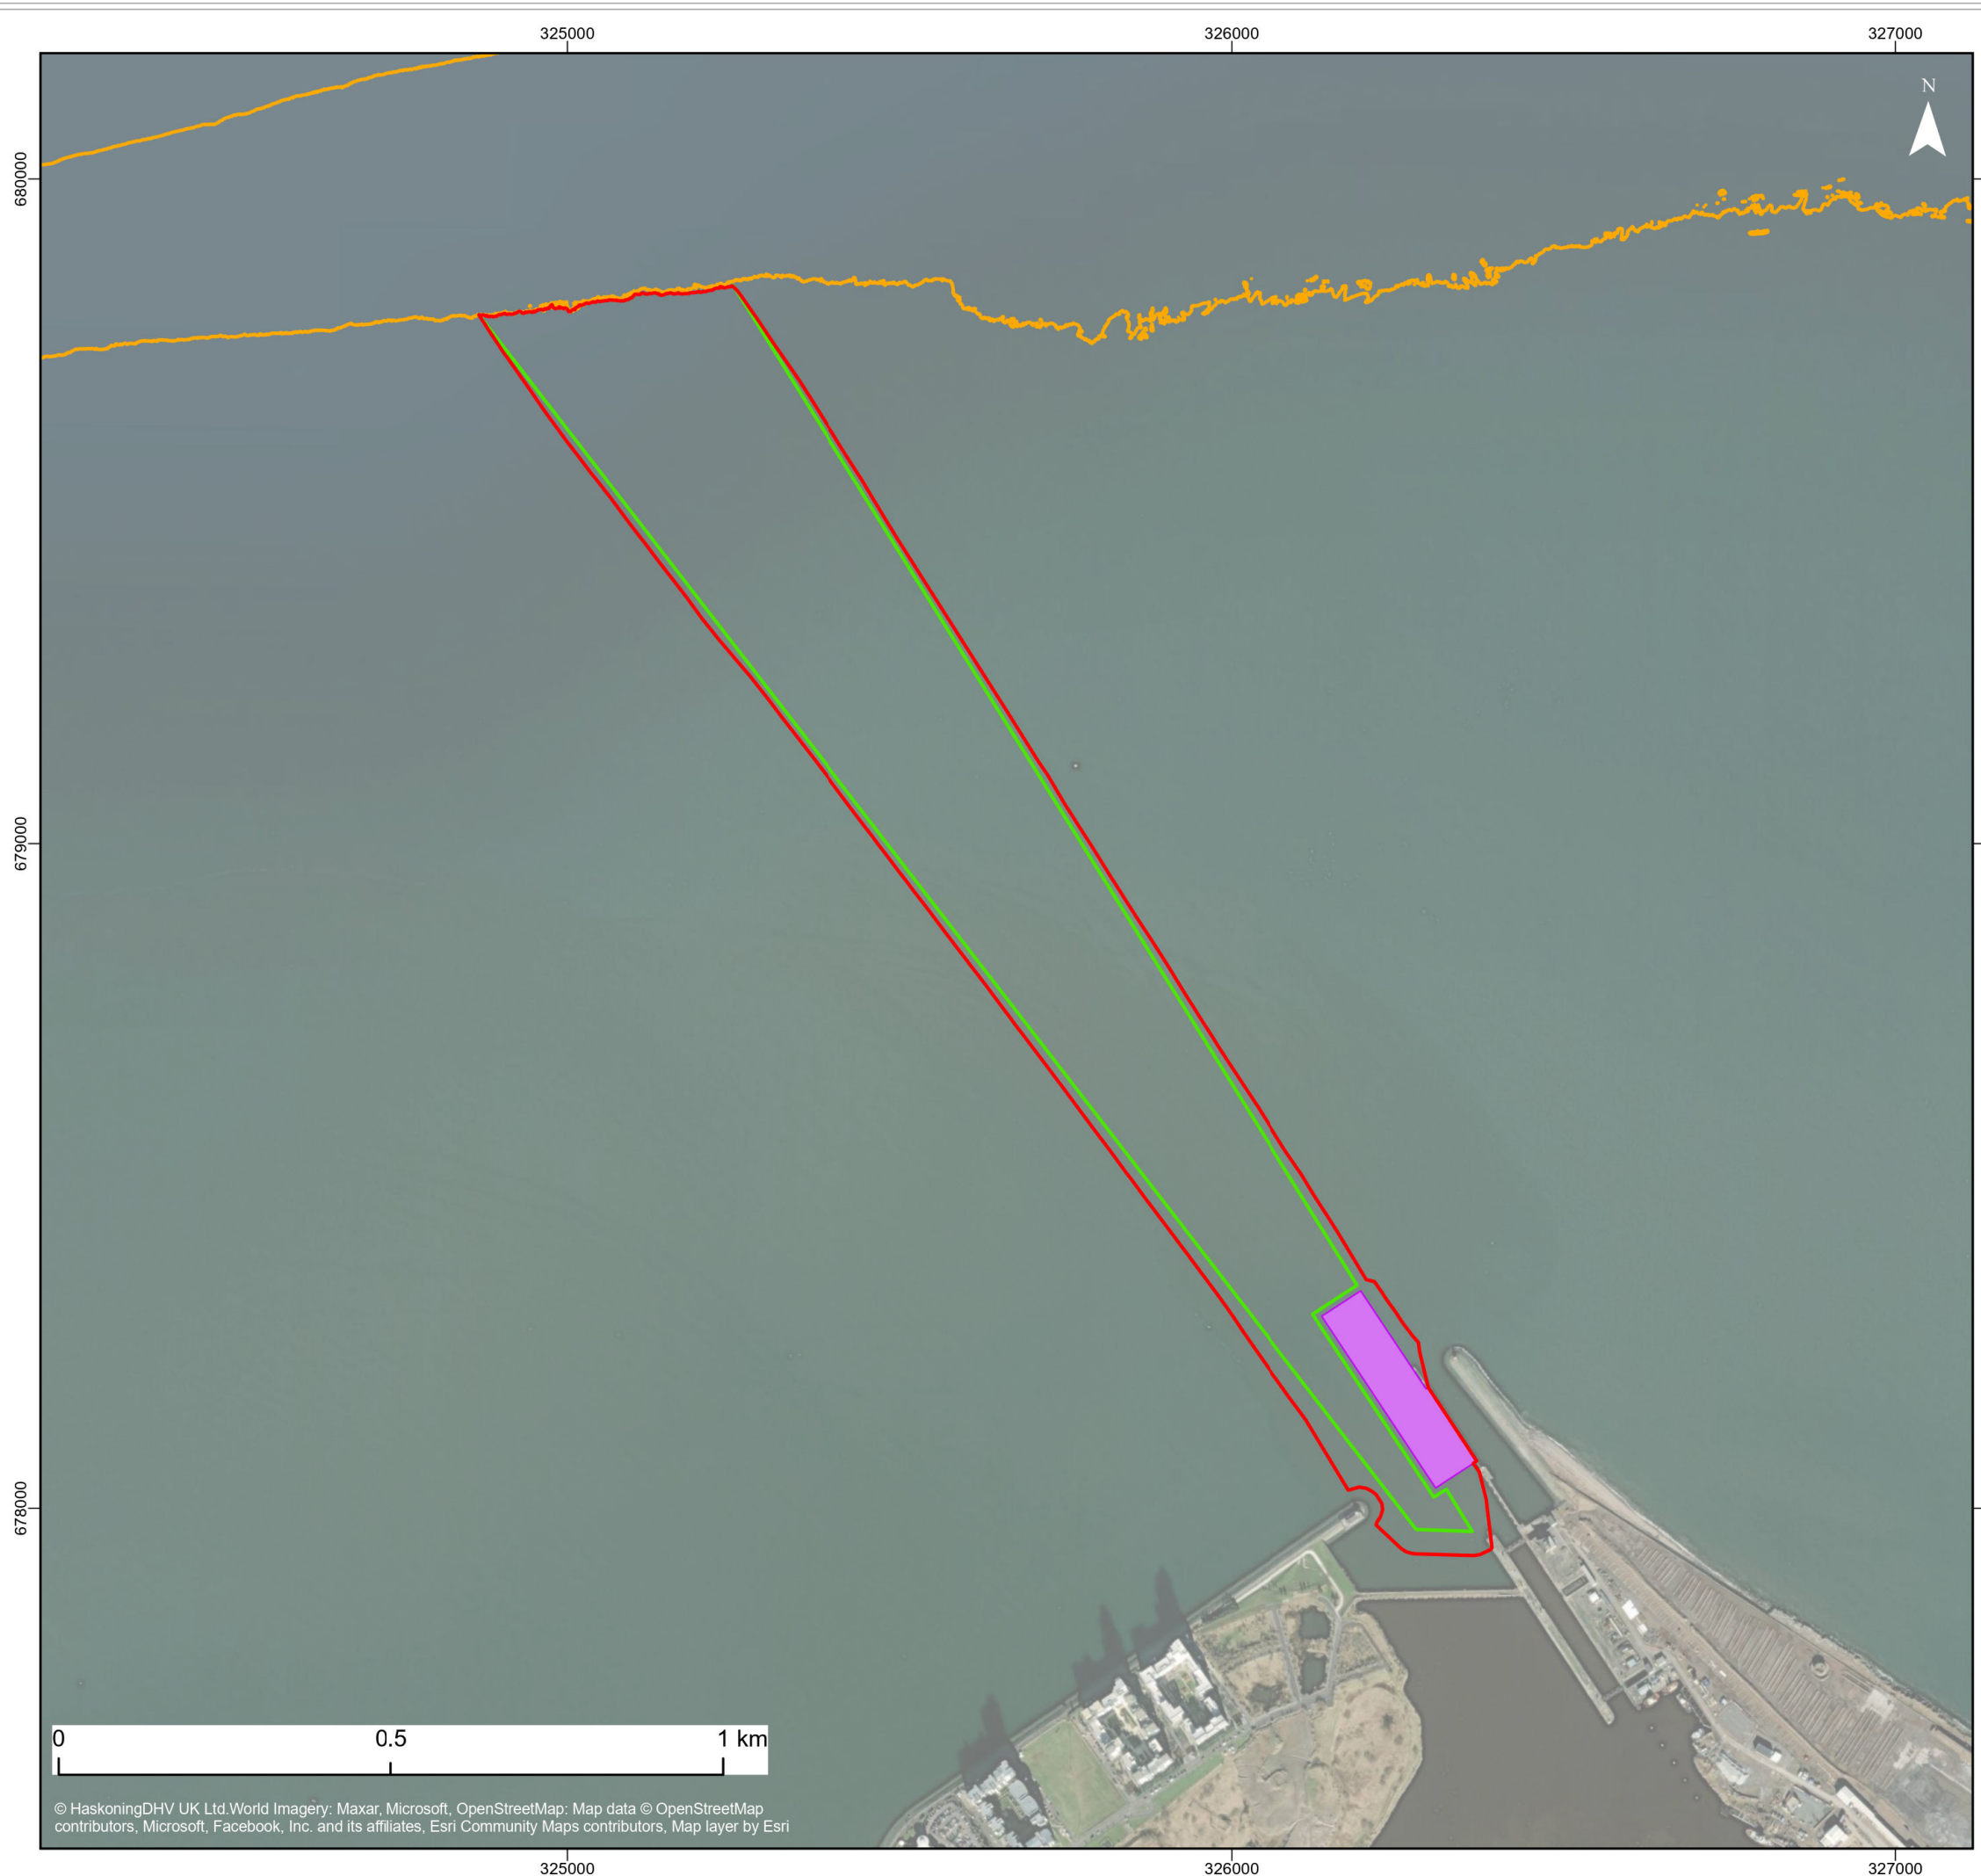 325000
326000
327000
N
680000
679000
678000
0 0.5 1 km
© HaskoningDHV UK Ltd.World Imagery: Maxar, Microsoft, OpenStreetMap: Map data © OpenStreetMap
contributors, Microsoft, Facebook, Inc. and its affiliates, Esri Community Maps contributors, Map layer by Esri
325000
326000
327000